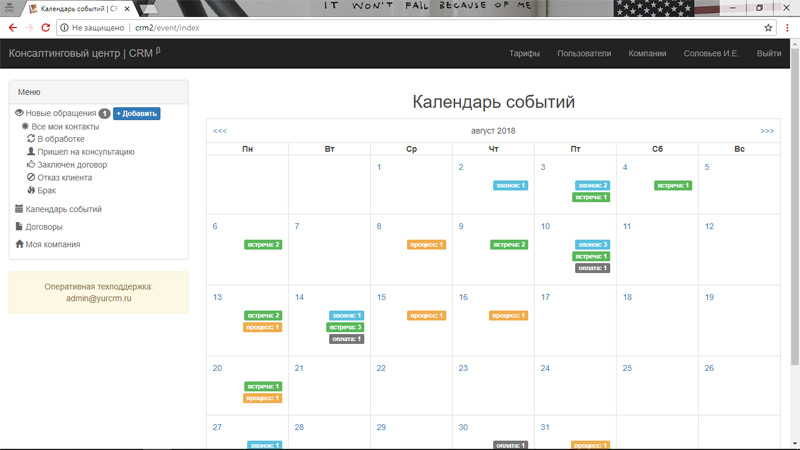 IT WON'T FAIL BECAUSE OF ME
Календарь событий | CR
Не защищено | crm2/event/index
Консалтинговый центр | CRM β
Тарифы Пользователи Компании Соловьев И.Е. Выйти
Меню
Новые обращения 1 + Добавить
Все мои контакты
В обработке
Пришел на консультацию
Заключен договор
Отказ клиента
Брак
Календарь событий
Договоры
Моя компания
Оперативная техподдержка:
admin@yurcrm.ru
Календарь событий
<<< август 2018 >>>
Пн Вт Ср Чт Пт Сб Вс
1 2 3 4 5
звонок: 1 звонок: 2 встреча: 1
встреча: 1
6 7 8 9 10 11 12
встреча: 2 процесс: 1 встреча: 2 звонок: 3
встреча: 1
оплата: 1
13 14 15 16 17 18 19
встреча: 2 звонок: 1 процесс: 1 процесс: 1
процесс: 1 встреча: 3
оплата: 1
20 21 22 23 24 25 26
встреча: 1
процесс: 1
27 28 29 30 31
звонок: 1 оплата: 1 процесс: 1